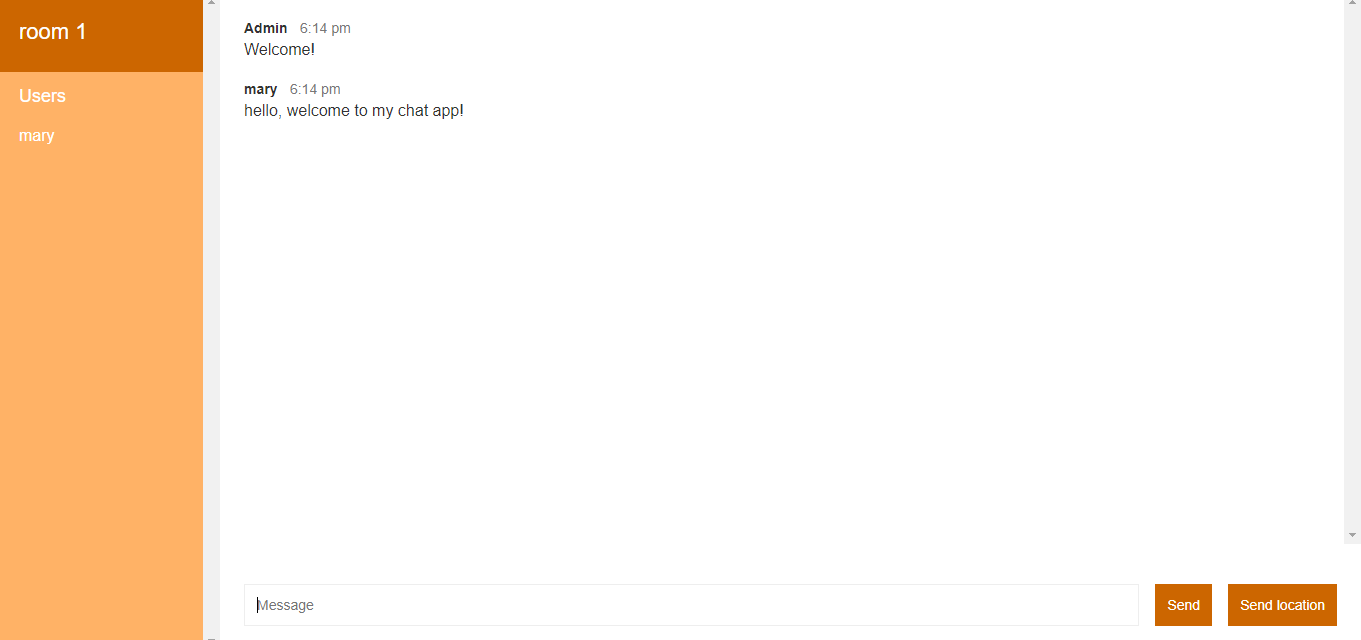 room 1
Users
mary
Admin 6:14 pm
Welcome!
mary 6:14 pm
hello, welcome to my chat app!
Message
Send
Send location